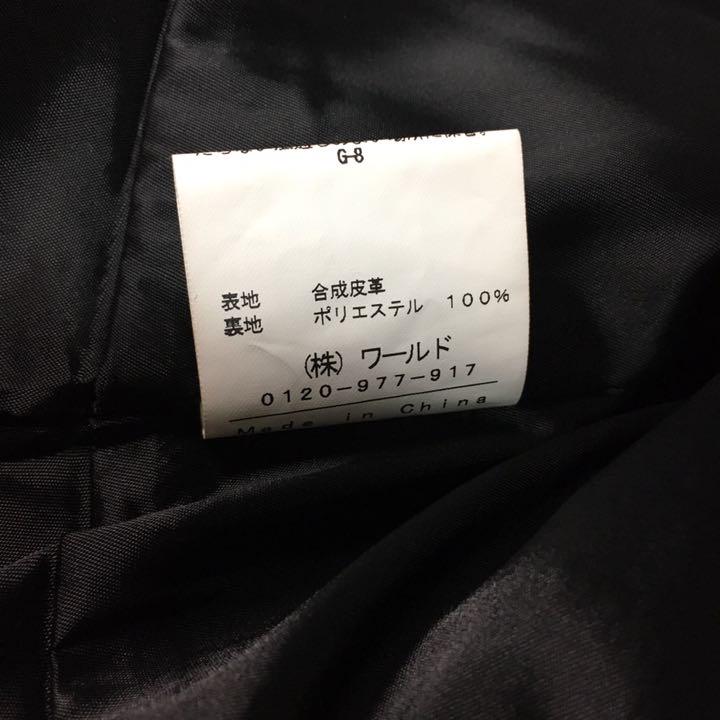 G-8
表地 合成皮革
裏地 ポリエステル 100%
(株) ワールド
0120-977-917
Made in China